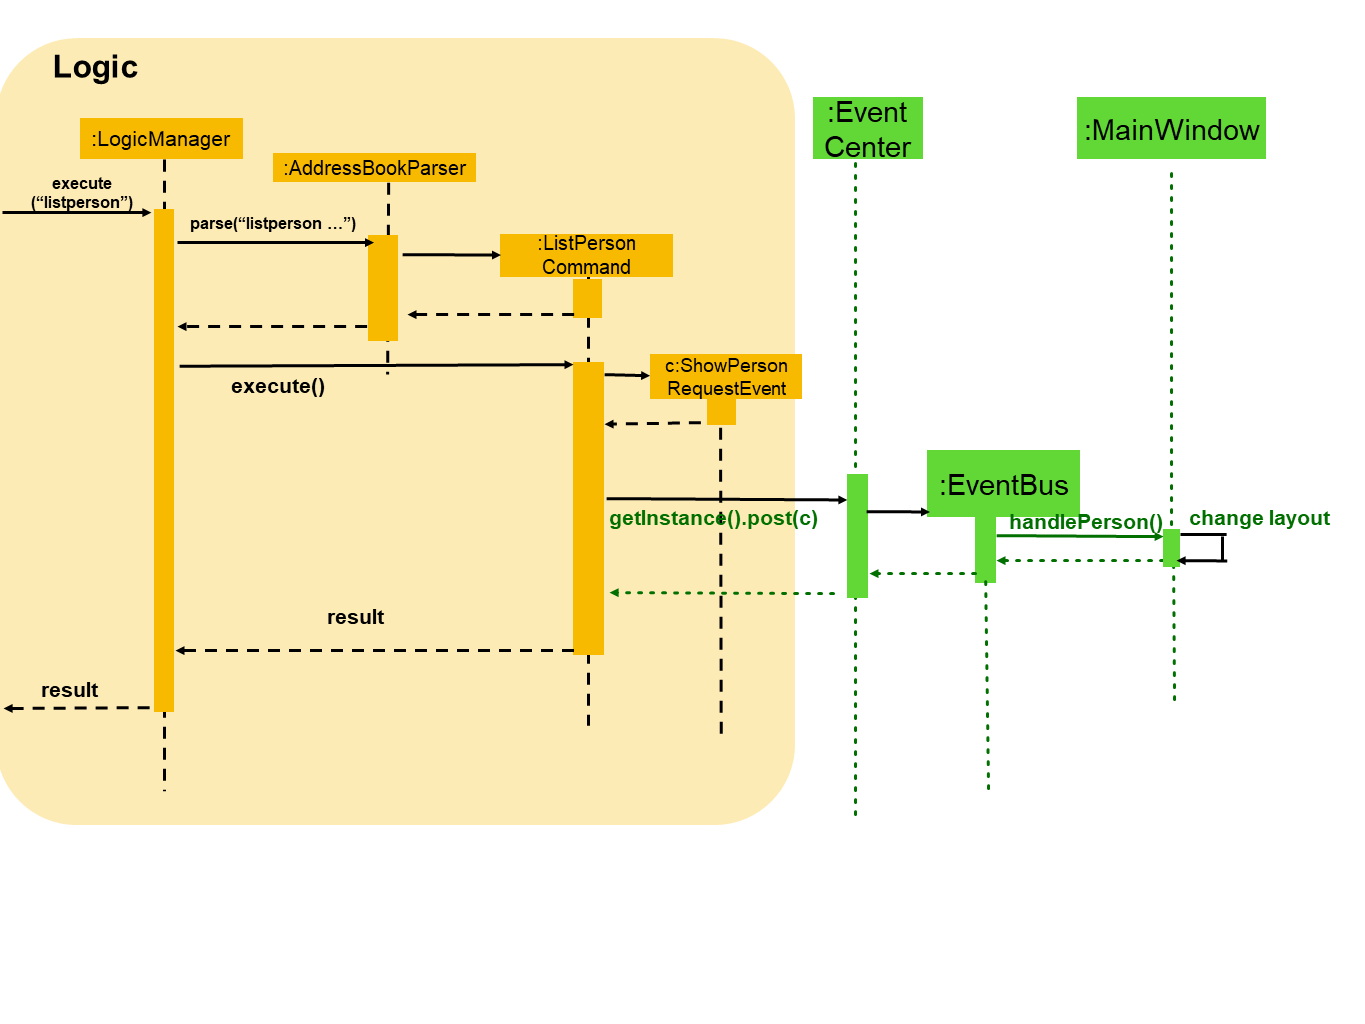 Logic
:Event
Center
:MainWindow
:LogicManager
:AddressBookParser
execute
(“listperson”)
parse(“listperson ...”)
:ListPerson
Command
c:ShowPerson
RequestEvent
execute()
:EventBus
getInstance().post(c)
handlePerson()
change layout
result
result